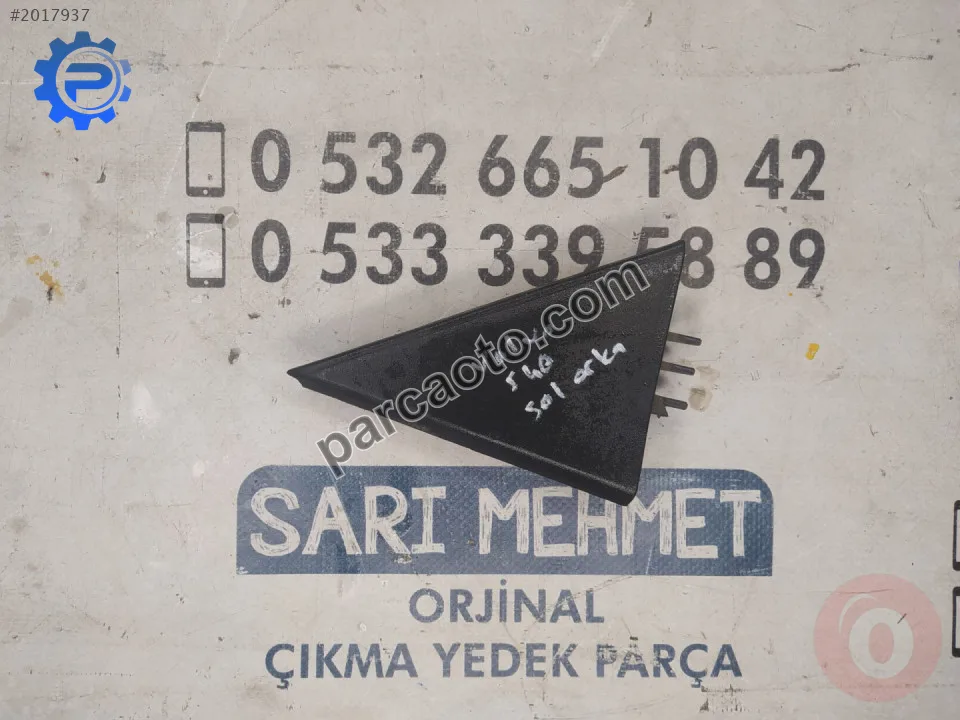 #2017937
P
0 532 665 10 42
0 533 339 58 89
parcaoto.com
S40
Sol arka
SARI MEHMET
ORJİNAL
ÇIKMA YEDEK PARÇA